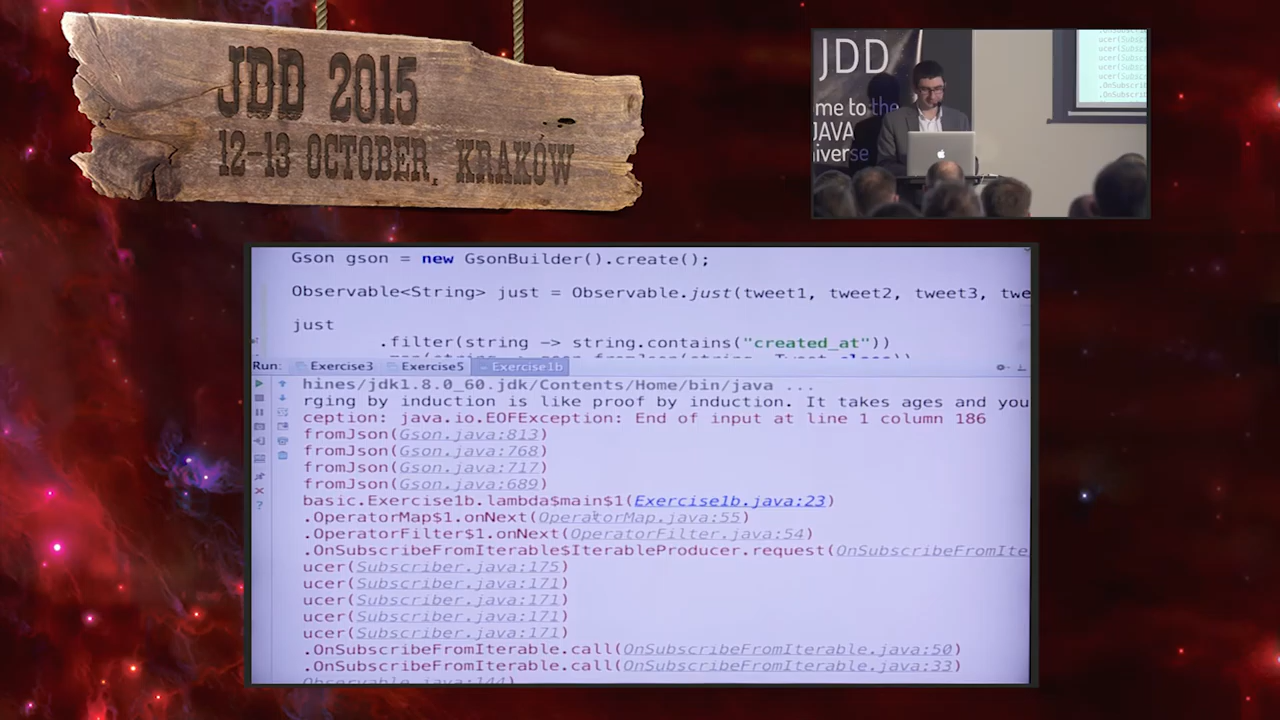 JDD 2015
12-13 OCTOBER, KRAKÓW
JDD
me to the
JAVA
iverse
Gson gson = new GsonBuilder().create();
Observable<String> just = Observable.just(tweet1, tweet2, tweet3, twe
just
.filter(string -> string.contains("created_at"))
Run: Exercise3 Exercise5 Exercise1b
hines/jdk1.8.0_60.jdk/Contents/Home/bin/java ...
rging by induction is like proof by induction. It takes ages and you
ception: java.io.EOFException: End of input at line 1 column 186
fromJson(Gson.java:813)
fromJson(Gson.java:768)
fromJson(Gson.java:717)
fromJson(Gson.java:689)
basic.Exercise1b.lambda$main$1(Exercise1b.java:23)
.OperatorMap$1.onNext(OperatorMap.java:55)
.OperatorFilter$1.onNext(OperatorFilter.java:54)
.OnSubscribeFromIterable$IterableProducer.request(OnSubscribeFromIte
ucer(Subscriber.java:175)
ucer(Subscriber.java:171)
ucer(Subscriber.java:171)
ucer(Subscriber.java:171)
ucer(Subscriber.java:171)
.OnSubscribeFromIterable.call(OnSubscribeFromIterable.java:50)
.OnSubscribeFromIterable.call(OnSubscribeFromIterable.java:33)
Observable.java:144)